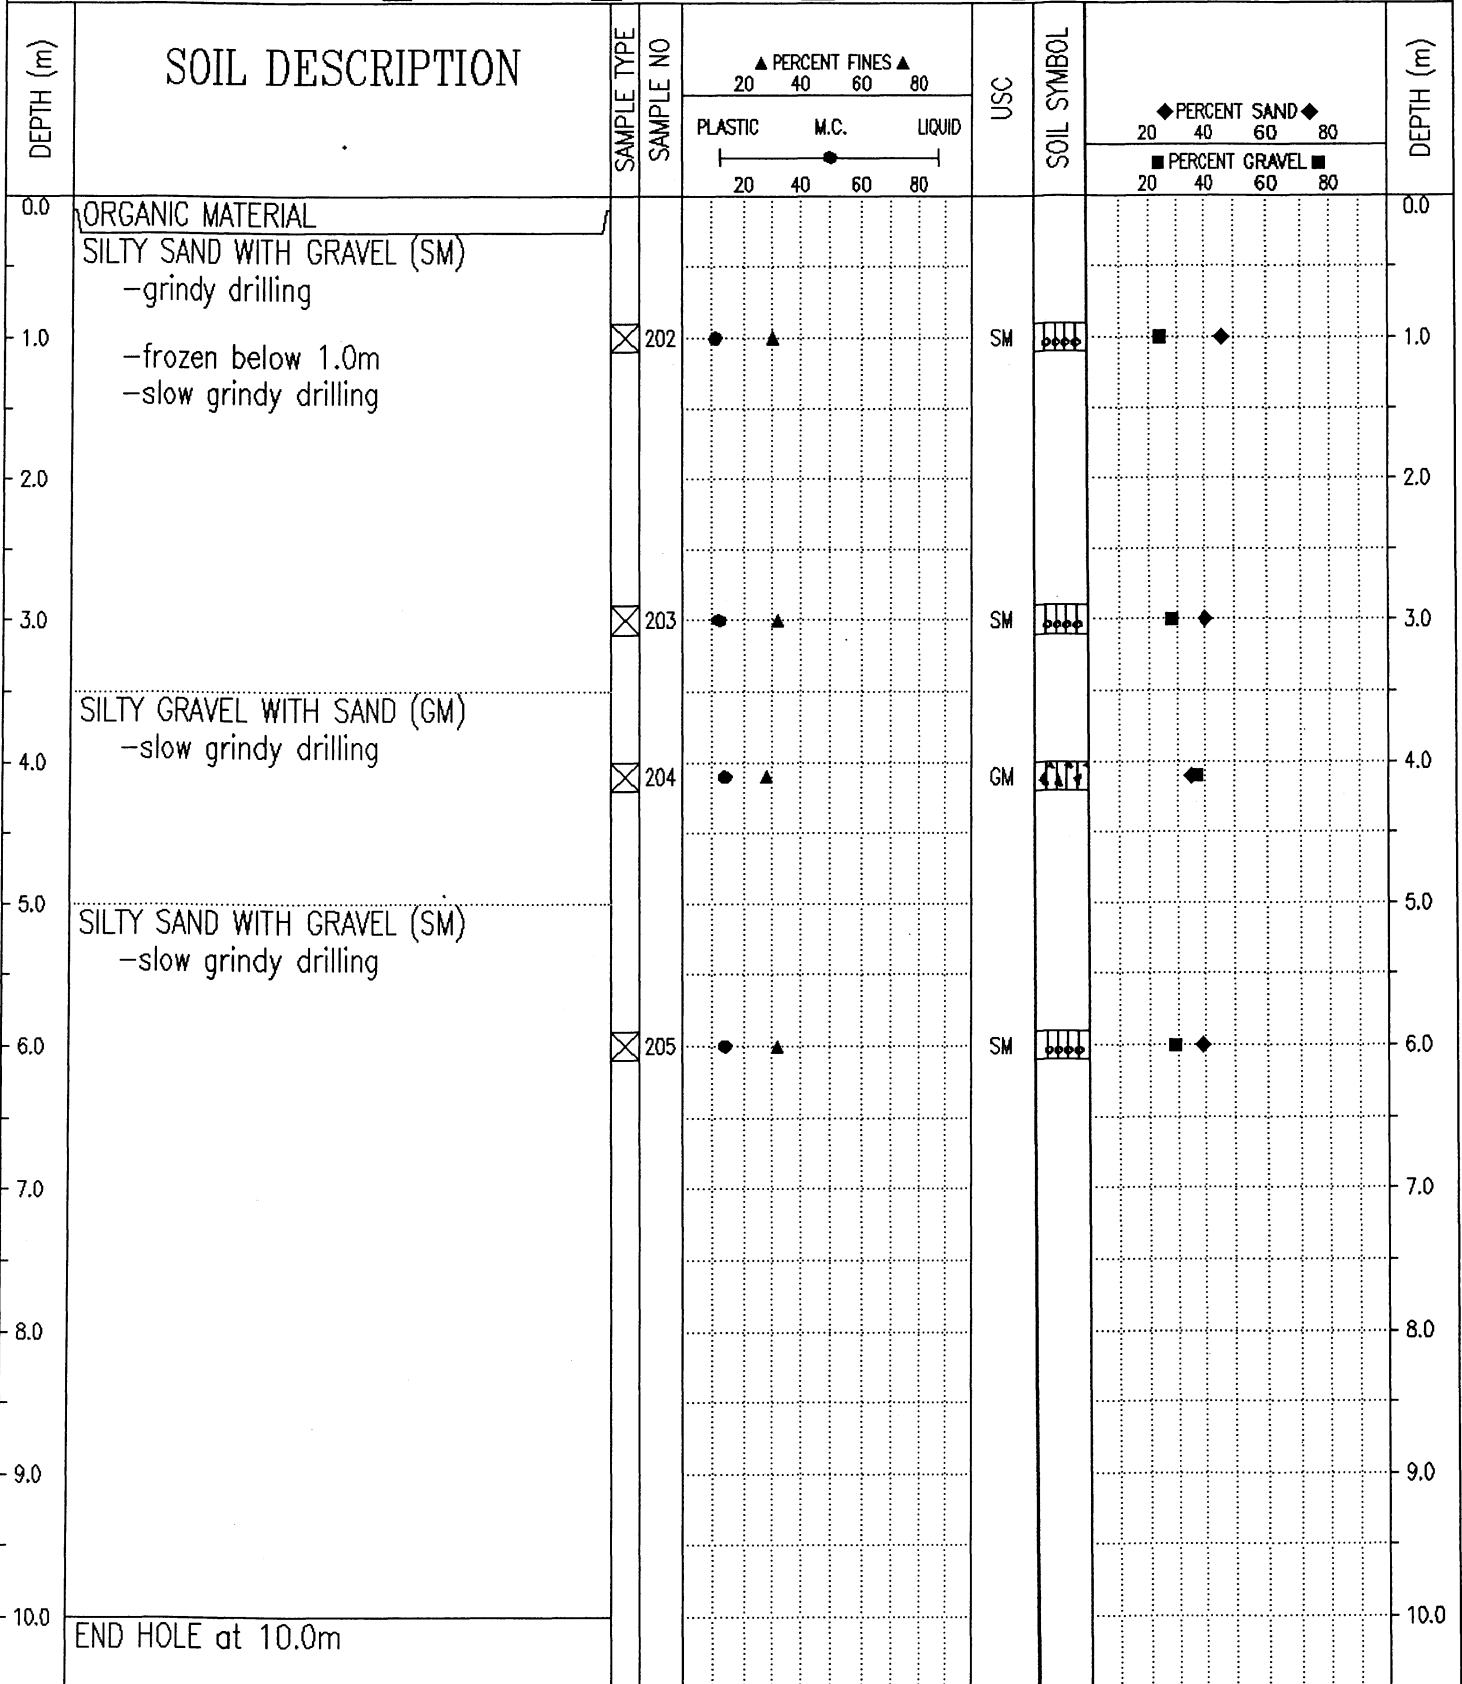 DEPTH (m)
SOIL DESCRIPTION
SAMPLE TYPE
SAMPLE NO
▲ PERCENT FINES ▲
20 40 60 80
PLASTIC M.C. LIQUID
20 40 60 80
USC
SOIL SYMBOL
◆ PERCENT SAND ◆
20 40 60 80
■ PERCENT GRAVEL ■
20 40 60 80
DEPTH (m)
0.0 ORGANIC MATERIAL 0.0
SILTY SAND WITH GRAVEL (SM)
-grindy drilling
1.0 202 SM 1.0
-frozen below 1.0m
-slow grindy drilling
2.0 2.0
3.0 203 SM 3.0
SILTY GRAVEL WITH SAND (GM)
-slow grindy drilling
4.0 204 GM 4.0
5.0 5.0
SILTY SAND WITH GRAVEL (SM)
-slow grindy drilling
6.0 205 SM 6.0
7.0 7.0
8.0 8.0
9.0 9.0
10.0 10.0
END HOLE at 10.0m